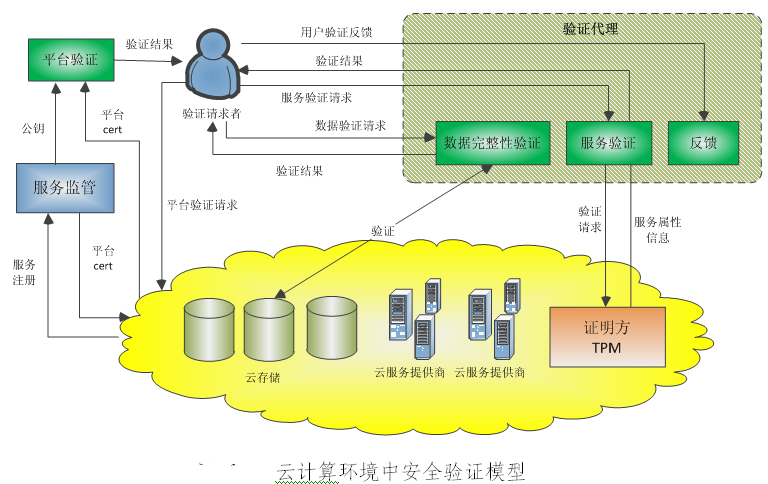 用户验证反馈
验证代理
验证结果
平台验证
验证结果
服务验证请求
验证请求者
数据验证请求
公钥
平台
cert
数据完整性验证
服务验证
反馈
验证结果
服务监管
平台验证请求
验证
验证
请求
服务属性
信息
服务
注册
平台
cert
证明方
TPM
云存储
云服务提供商
云服务提供商
云计算环境中安全验证模型